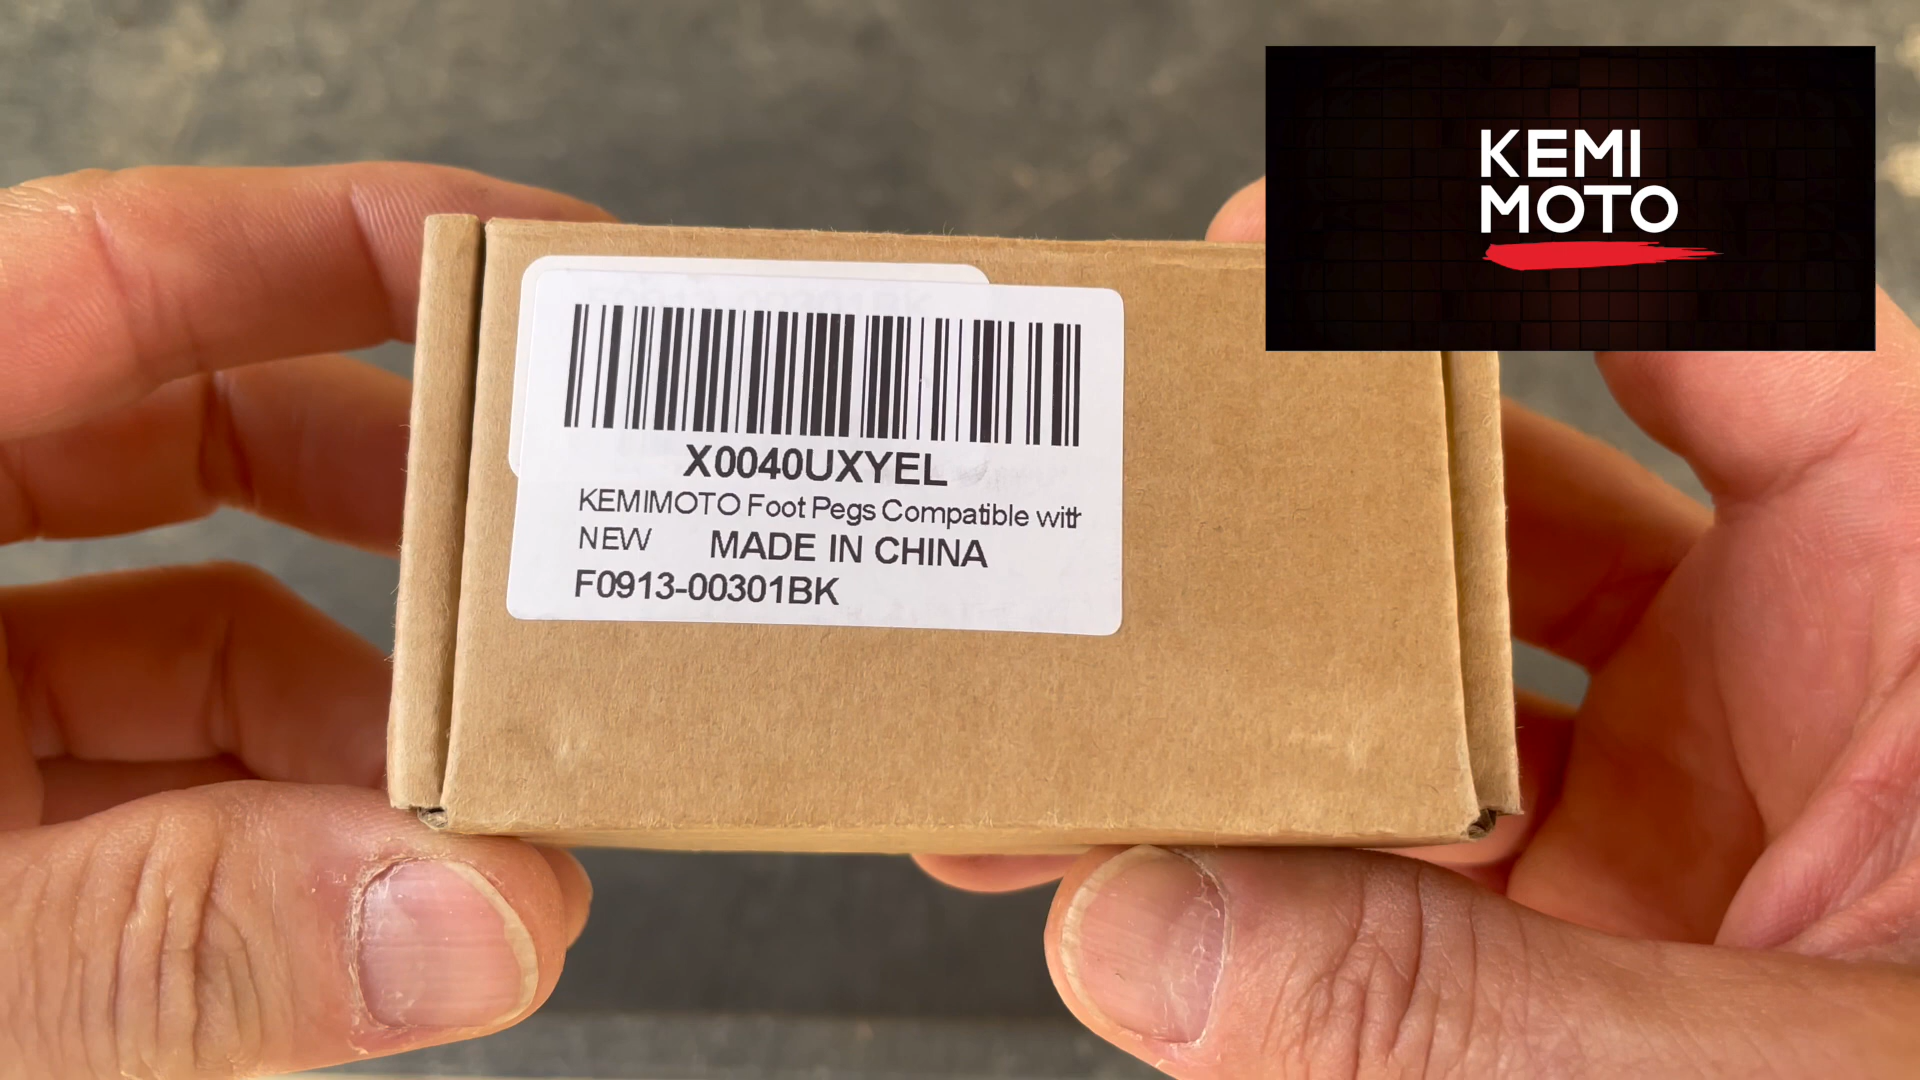 KEMI
MOTO
X0040UXYEL
KEMIMOTO Foot Pegs Compatible with
NEW MADE IN CHINA
F0913-00301BK